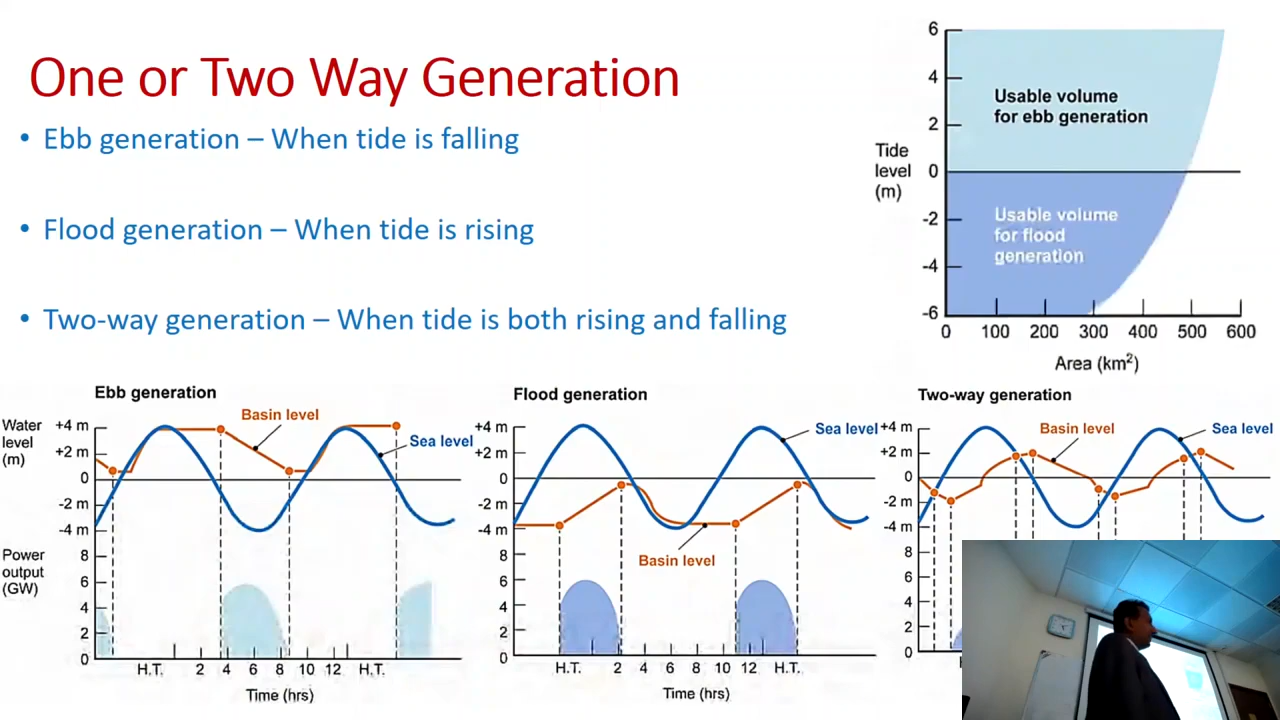 One or Two Way Generation
• Ebb generation – When tide is falling
• Flood generation – When tide is rising
• Two-way generation – When tide is both rising and falling
6
4
2
0
-2
-4
-6
Tide
level
(m)
Usable volume
for ebb generation
Usable volume
for flood
generation
0 100 200 300 400 500 600
Area (km²)
Ebb generation
Water
level
(m)
+4 m
+2 m
0
-2 m
-4 m
Basin level
Sea level
Power
output
(GW)
8
6
4
2
0
H.T. 2 4 6 8 10 12 H.T.
Time (hrs)
Flood generation
+4 m
+2 m
0
-2 m
-4 m
Sea level
Basin level
8
6
4
2
0
H.T. 2 4 6 8 10 12 H.T.
Time (hrs)
Two-way generation
+4 m
+2 m
0
-2 m
-4 m
Basin level
Sea level
8
6
4
2
0